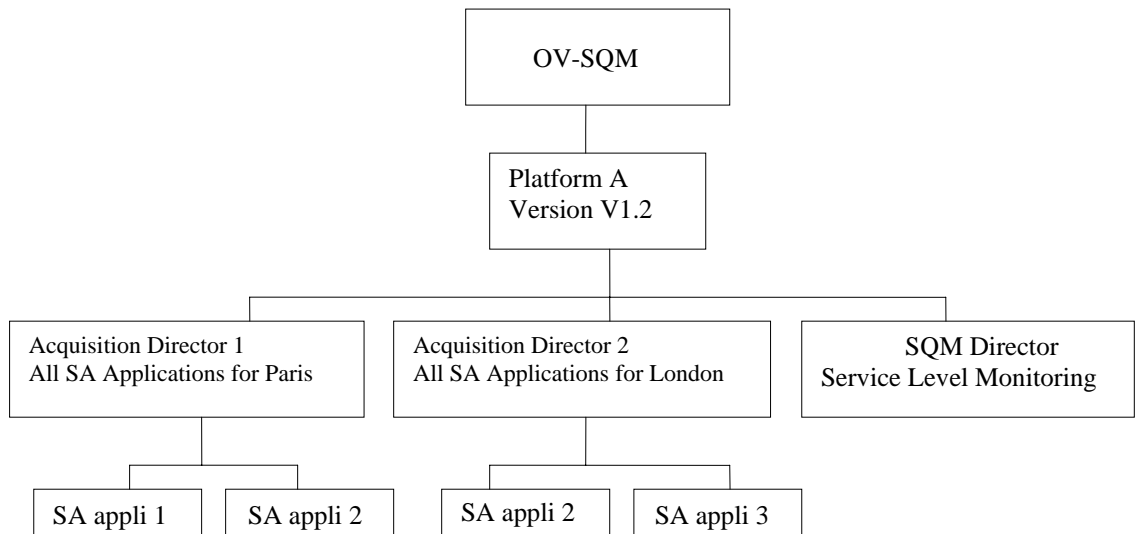 OV-SQM
Platform A
Version V1.2
Acquisition Director 1
All SA Applications for Paris
Acquisition Director 2
All SA Applications for London
SQM Director
Service Level Monitoring
SA appli 1
SA appli 2
SA appli 2
SA appli 3